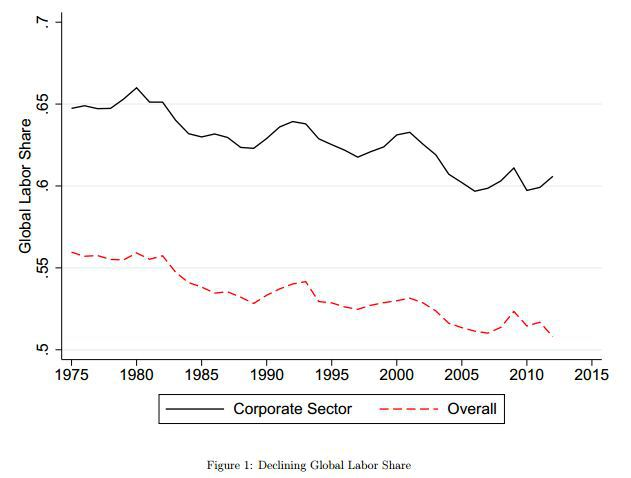 .7
.65
.6
.55
.5
Global Labor Share
1975 1980 1985 1990 1995 2000 2005 2010 2015
Corporate Sector Overall
Figure 1: Declining Global Labor Share